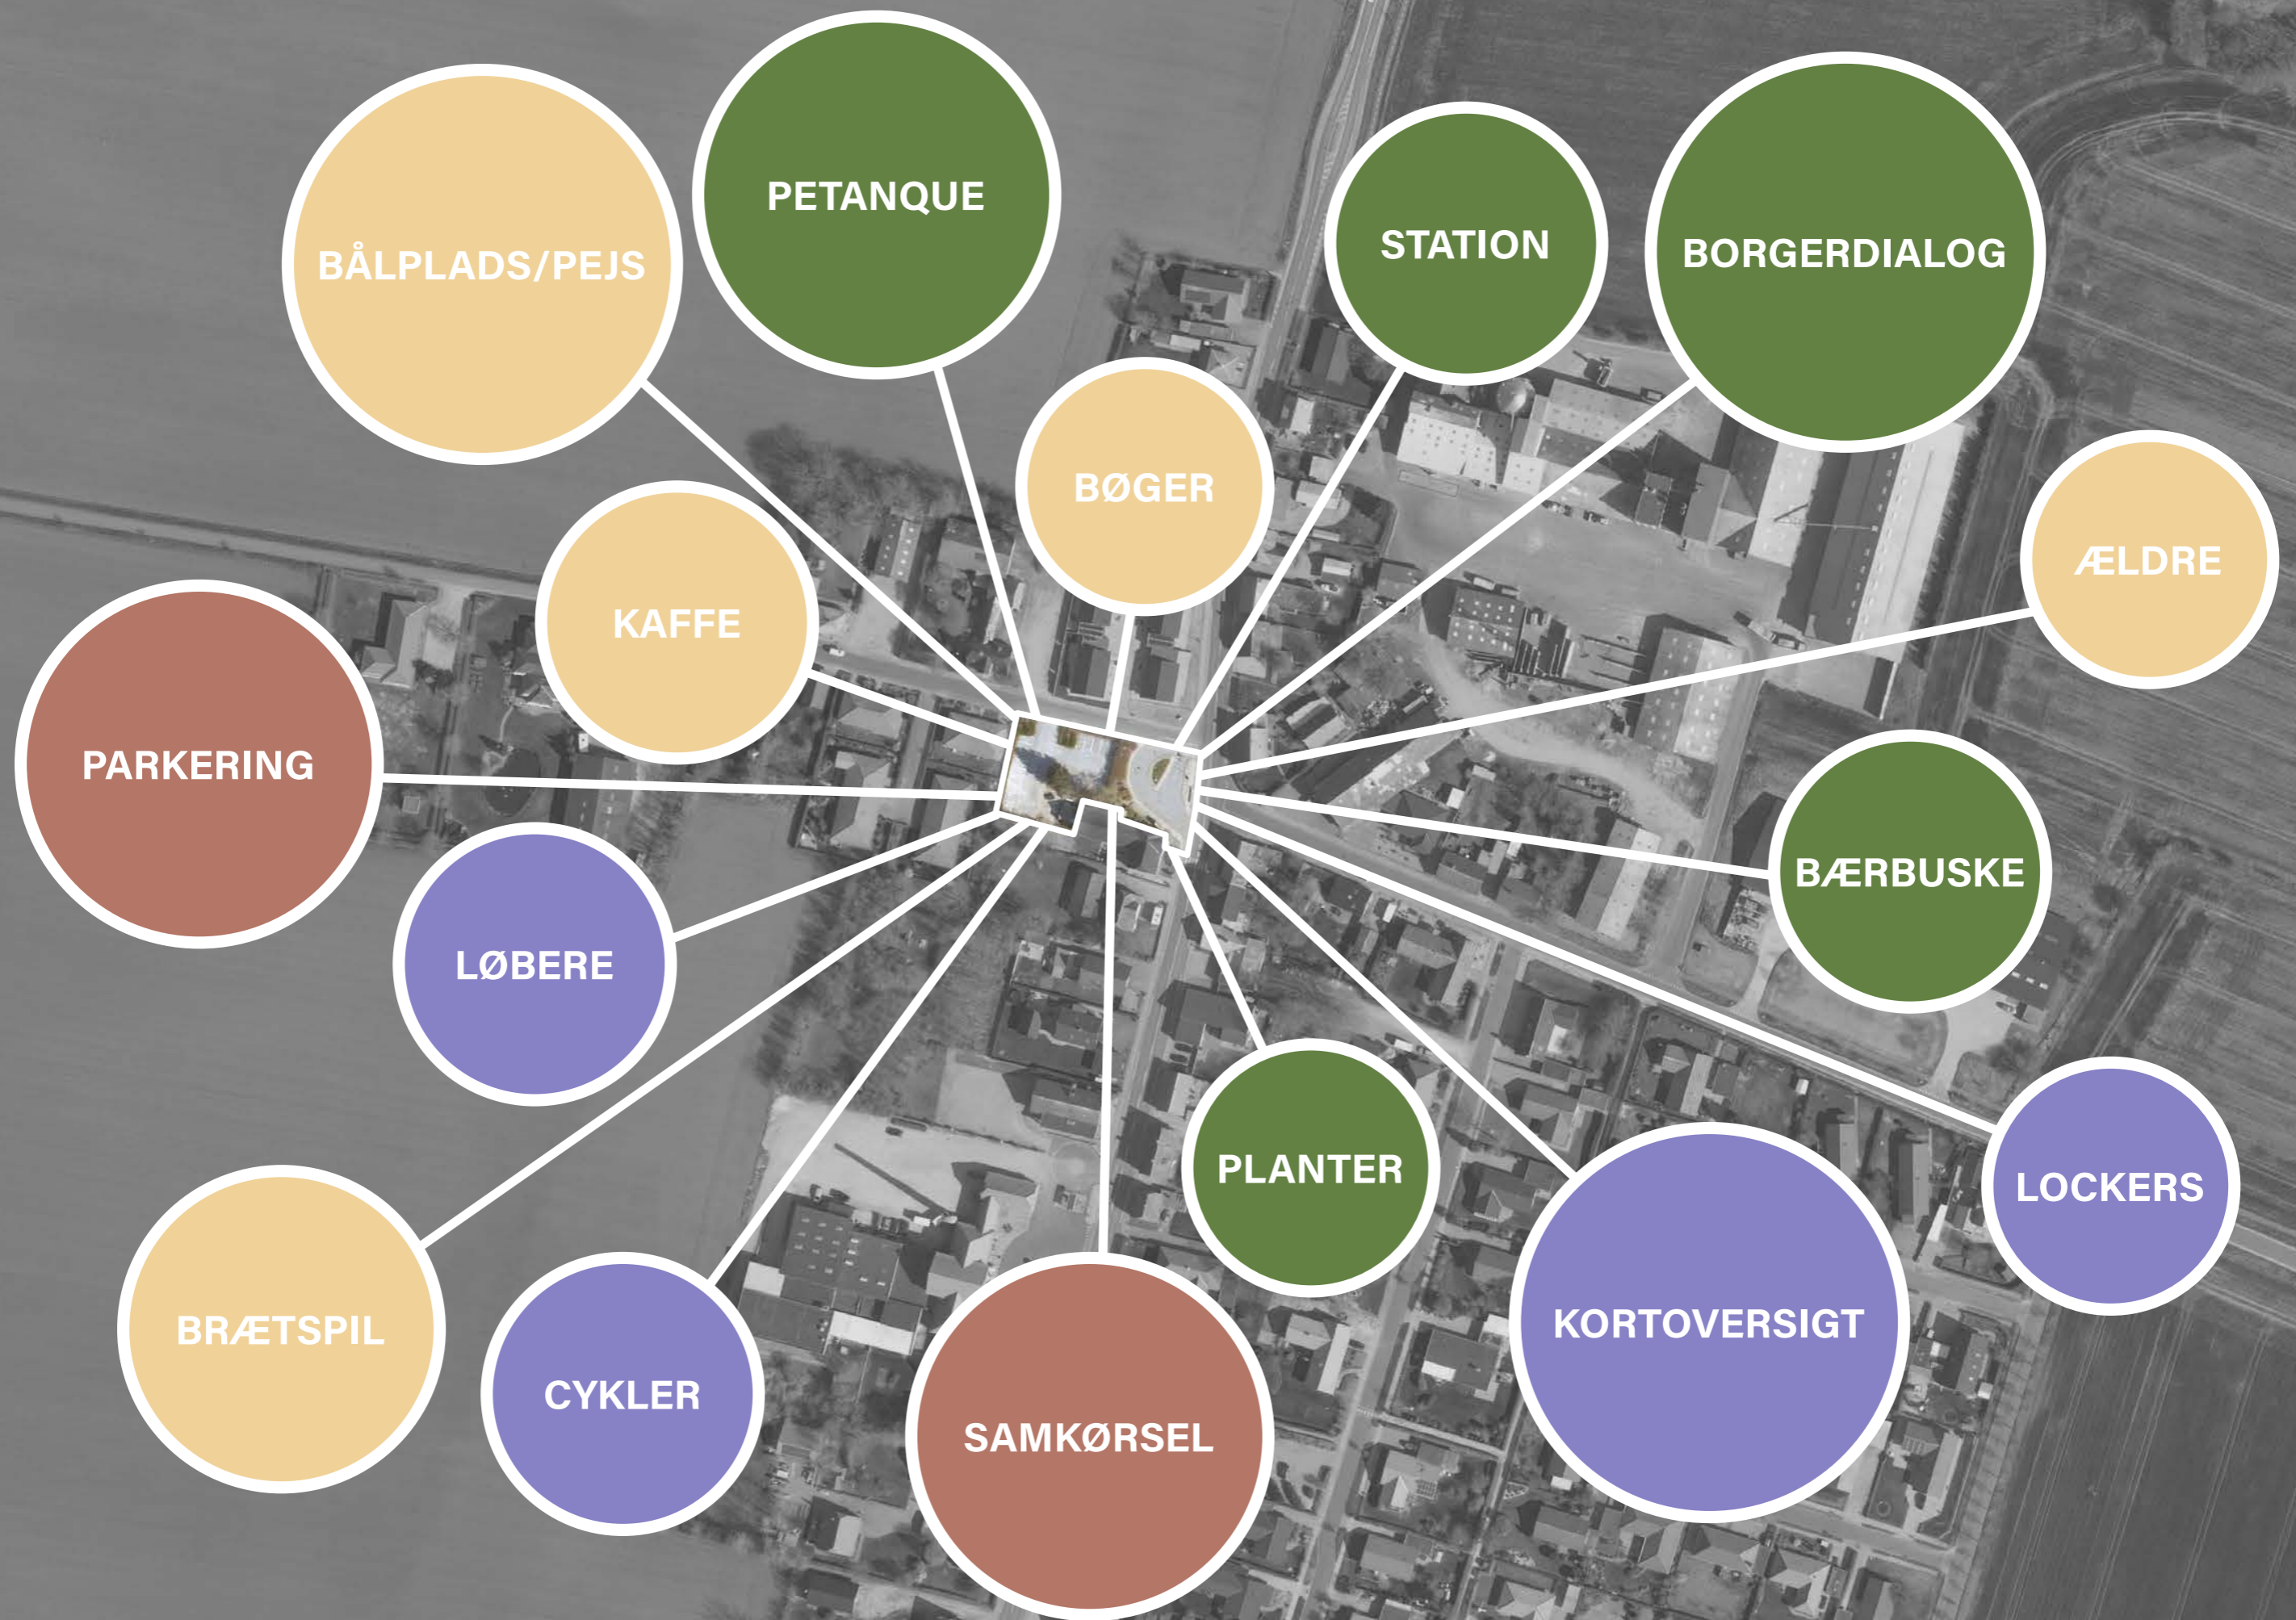 PETANQUE
STATION
BORGERDIALOG
BÅLPLADS/PEJS
BØGER
ÆLDRE
KAFFE
PARKERING
BÆRBUSKE
LØBERE
PLANTER
LOCKERS
KORTOVERSIGT
BRÆTSPIL
CYKLER
SAMKØRSEL